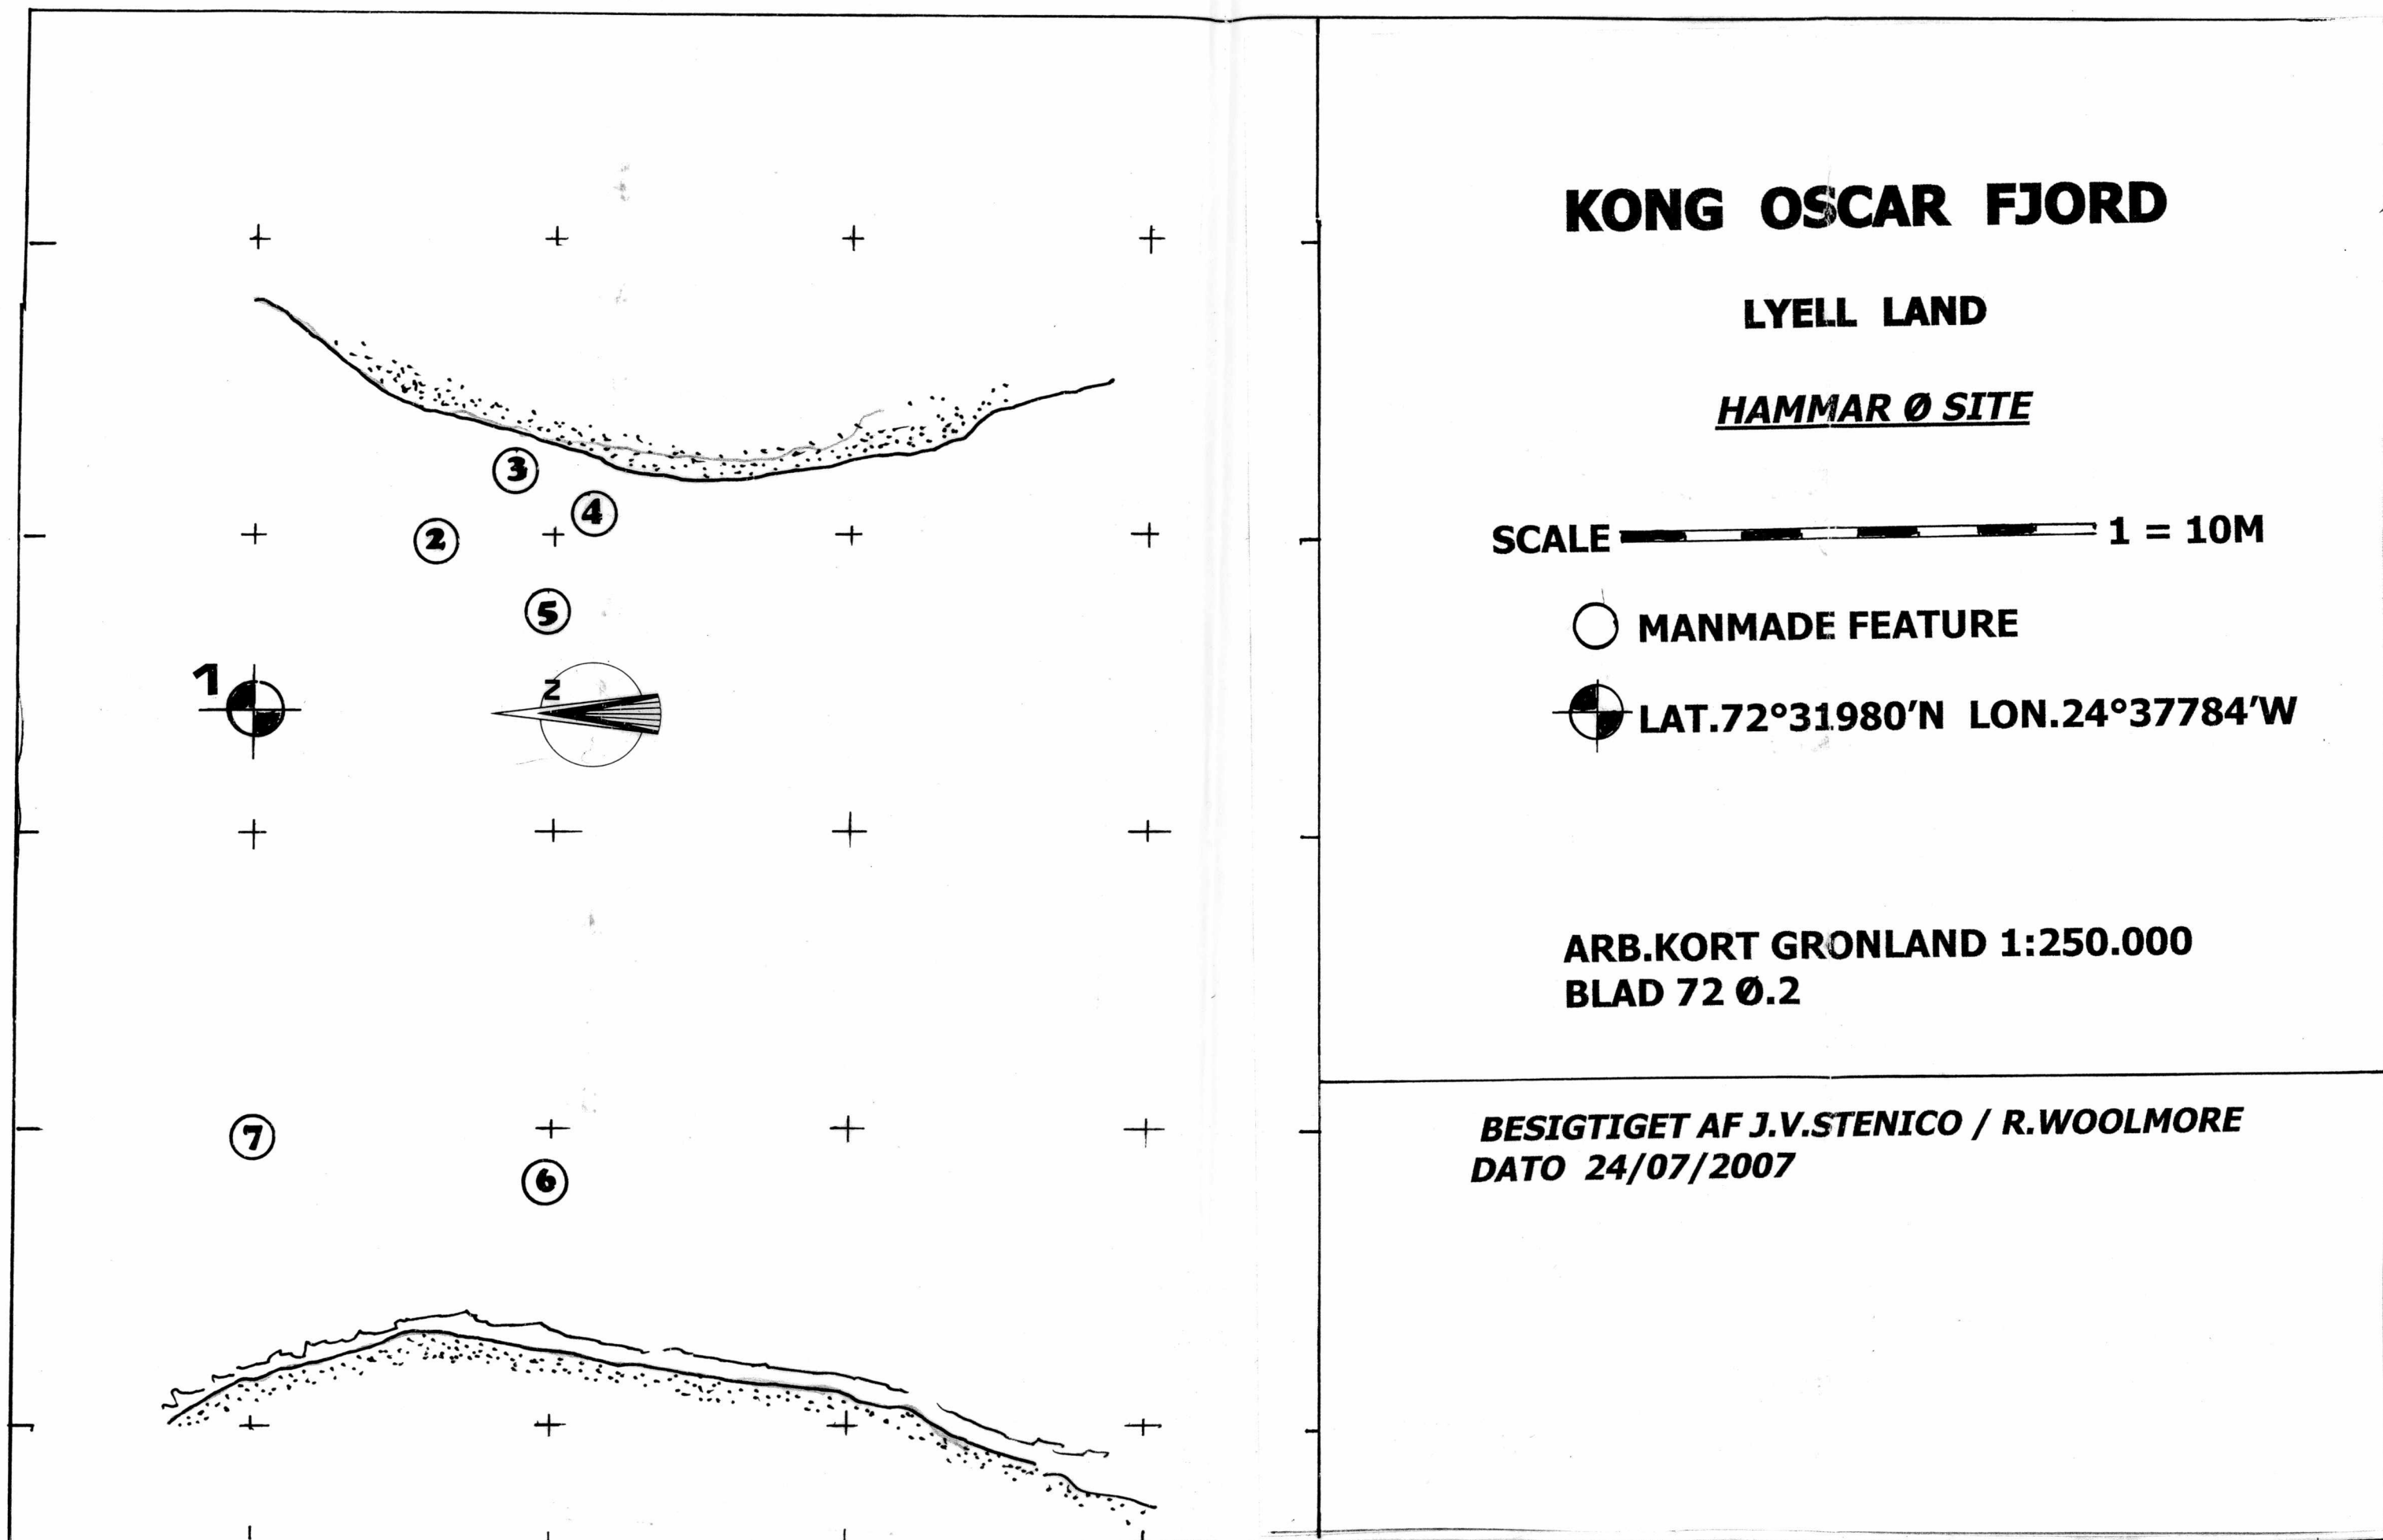 KONG OSCAR FJORD
LYELL LAND
HAMMAR Ø SITE
SCALE 1 = 10M
MANMADE FEATURE
LAT.72°31980′N LON.24°37784′W
ARB.KORT GRONLAND 1:250.000
BLAD 72 Ø.2
BESIGTIGET AF J.V.STENICO / R.WOOLMORE
DATO 24/07/2007
3
4
2
5
1
N
7
6